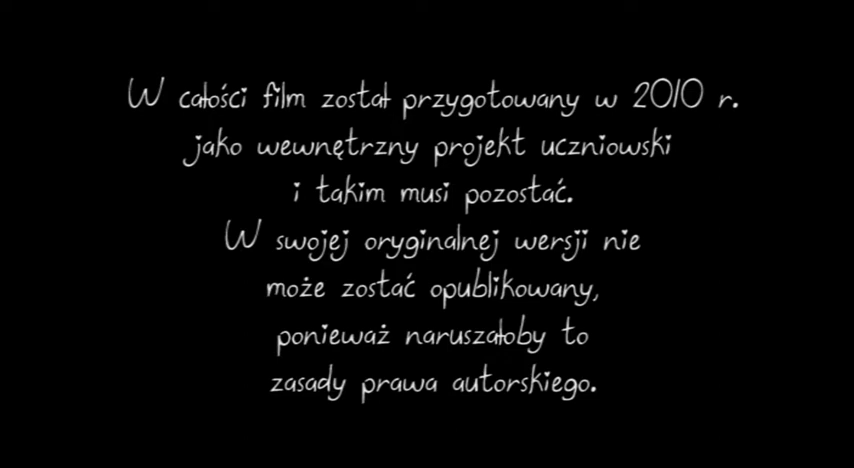 W całości film został przygotowany w 2010 r.
jako wewnętrzny projekt uczniowski
i takim musi pozostać.
W swojej oryginalnej wersji nie
może zostać opublikowany,
ponieważ naruszałoby to
zasady prawa autorskiego.